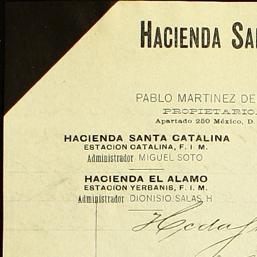 HACIENDA
PABLO MARTINEZ DE
PROPIETARIO
Apartado 250 México, D.
HACIENDA SANTA CATALINA
ESTACION CATALINA, F. I. M.
Administrador MIGUEL SOTO
HACIENDA EL ALAMO
ESTACION YERBANIS, F. I. M.
Administrador DIONISIO SALAS H